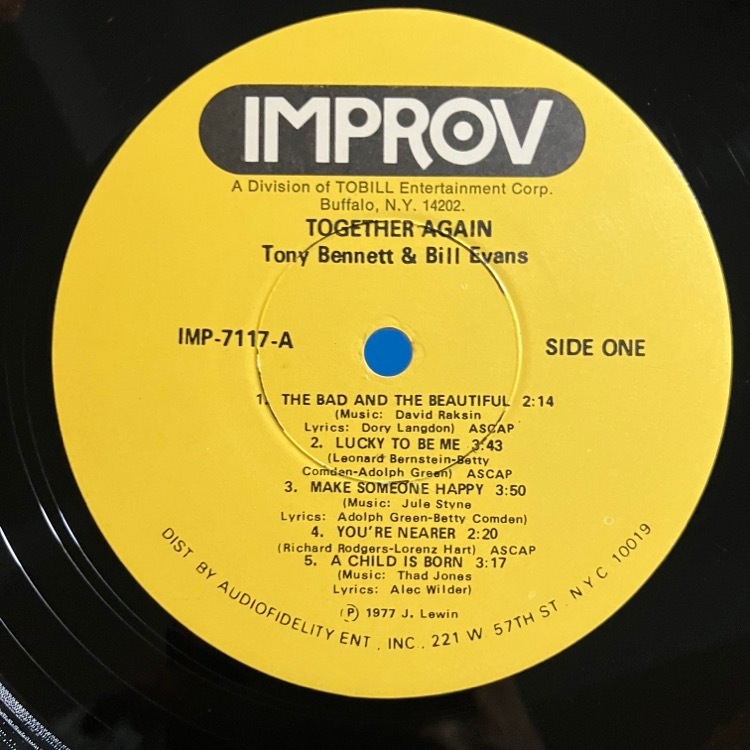 IMPROV
A Division of TOBILL Entertainment Corp.
Buffalo, N.Y. 14202.
TOGETHER AGAIN
Tony Bennett & Bill Evans
IMP-7117-A
SIDE ONE
1. THE BAD AND THE BEAUTIFUL 2:14
(Music: David Raksin
Lyrics: Dory Langdon) ASCAP
2. LUCKY TO BE ME 3:43
(Leonard Bernstein-Betty
Comden-Adolph Green) ASCAP
3. MAKE SOMEONE HAPPY 3:50
(Music: Jule Styne
Lyrics: Adolph Green-Betty Comden)
4. YOU'RE NEARER 2:20
(Richard Rodgers-Lorenz Hart) ASCAP
5. A CHILD IS BORN 3:17
(Music: Thad Jones
Lyrics: Alec Wilder)
Ⓟ 1977 J. Lewin
DIST. BY AUDIOFIDELITY ENT., INC., 221 W. 57TH ST. NYC 10019